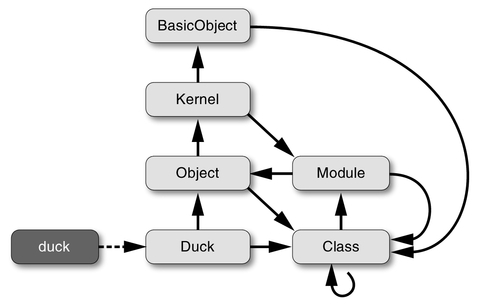 BasicObject
Kernel
Object
Module
duck
Duck
Class